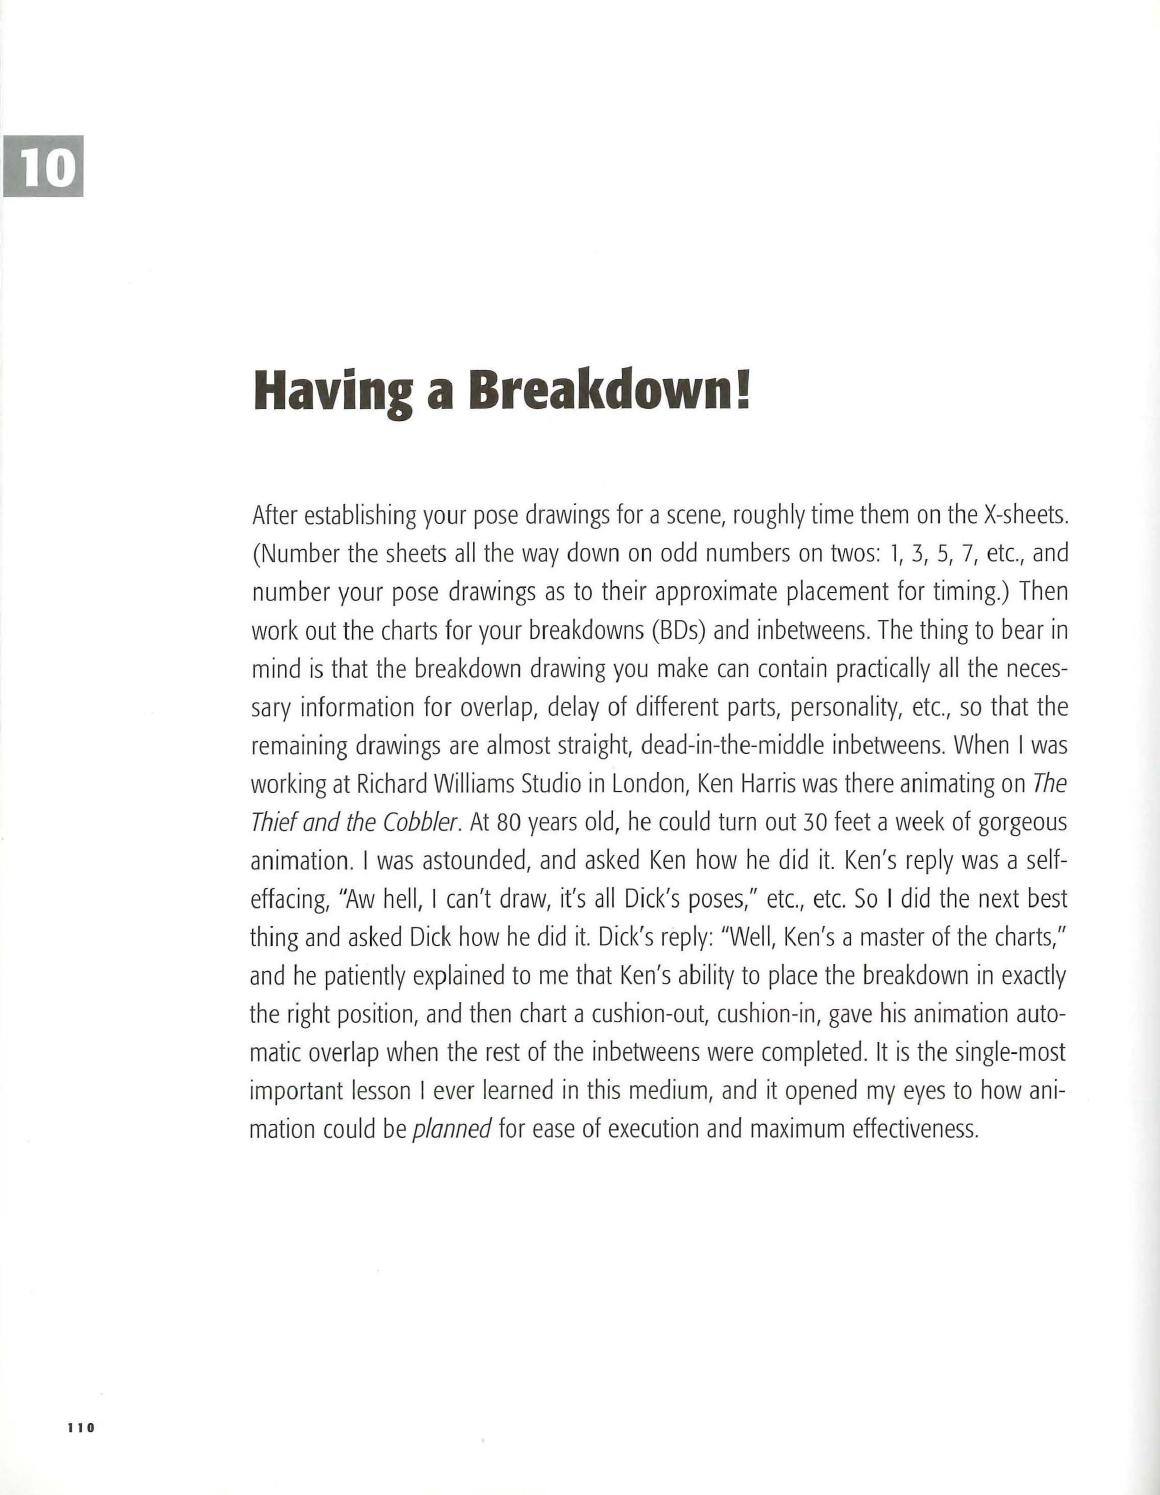 10
Having a Breakdown!
After establishing your pose drawings for a scene, roughly time them on the X-sheets.
(Number the sheets all the way down on odd numbers on twos: 1, 3, 5, 7, etc., and
number your pose drawings as to their approximate placement for timing.) Then
work out the charts for your breakdowns (BDs) and inbetweens. The thing to bear in
mind is that the breakdown drawing you make can contain practically all the neces-
sary information for overlap, delay of different parts, personality, etc., so that the
remaining drawings are almost straight, dead-in-the-middle inbetweens. When I was
working at Richard Williams Studio in London, Ken Harris was there animating on The
Thief and the Cobbler. At 80 years old, he could turn out 30 feet a week of gorgeous
animation. I was astounded, and asked Ken how he did it. Ken's reply was a self-
effacing, "Aw hell, I can't draw, it's all Dick's poses," etc., etc. So I did the next best
thing and asked Dick how he did it. Dick's reply: "Well, Ken's a master of the charts,"
and he patiently explained to me that Ken's ability to place the breakdown in exactly
the right position, and then chart a cushion-out, cushion-in, gave his animation auto-
matic overlap when the rest of the inbetweens were completed. It is the single-most
important lesson I ever learned in this medium, and it opened my eyes to how ani-
mation could be planned for ease of execution and maximum effectiveness.
110